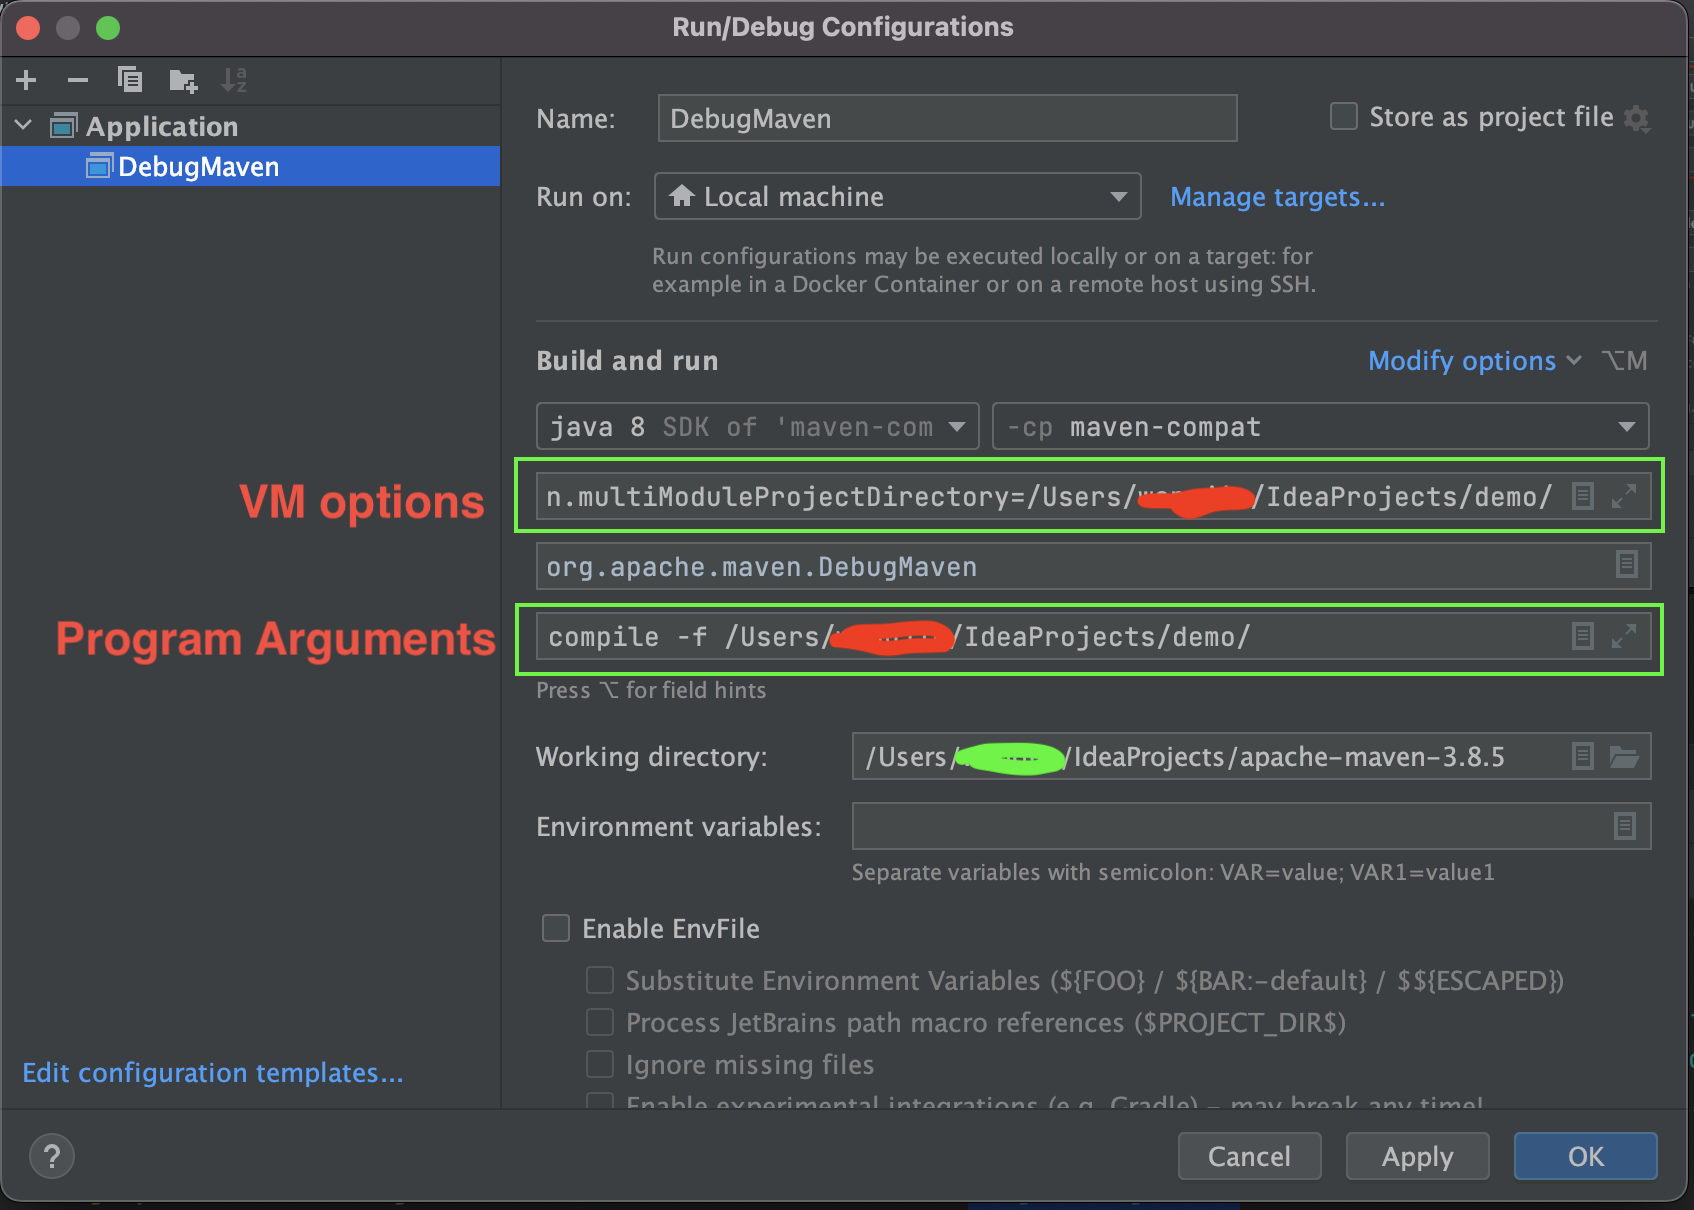 Run/Debug Configurations
Application
DebugMaven
Name: DebugMaven
Store as project file
Run on: Local machine
Manage targets...
Run configurations may be executed locally or on a target: for
example in a Docker Container or on a remote host using SSH.
Build and run
Modify options ⌥M
java 8 SDK of 'maven-com
-cp maven-compat
VM options
n.multiModuleProjectDirectory=/Users/ /IdeaProjects/demo/
org.apache.maven.DebugMaven
Program Arguments
compile -f /Users/ /IdeaProjects/demo/
Press ⌥ for field hints
Working directory: /Users/ /IdeaProjects/apache-maven-3.8.5
Environment variables:
Separate variables with semicolon: VAR=value; VAR1=value1
Enable EnvFile
Substitute Environment Variables (${FOO} / ${BAR:-default} / $${ESCAPED})
Process JetBrains path macro references ($PROJECT_DIR$)
Ignore missing files
Enable experimental integrations (e.g. Gradle) - may break any time!
Edit configuration templates...
?
Cancel
Apply
OK